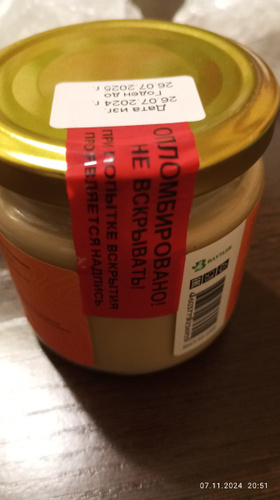 Дата изг.
26.07.2024 г
Годен до
26.07.2025 г
ОПЛОМБИРОВАНО!
НЕ ВСКРЫВАТЬ!
ПРИ ПОПЫТКЕ ВСКРЫТИЯ
ПРОЯВЛЯЕТСЯ НАДПИСЬ
07.11.2024 20:51